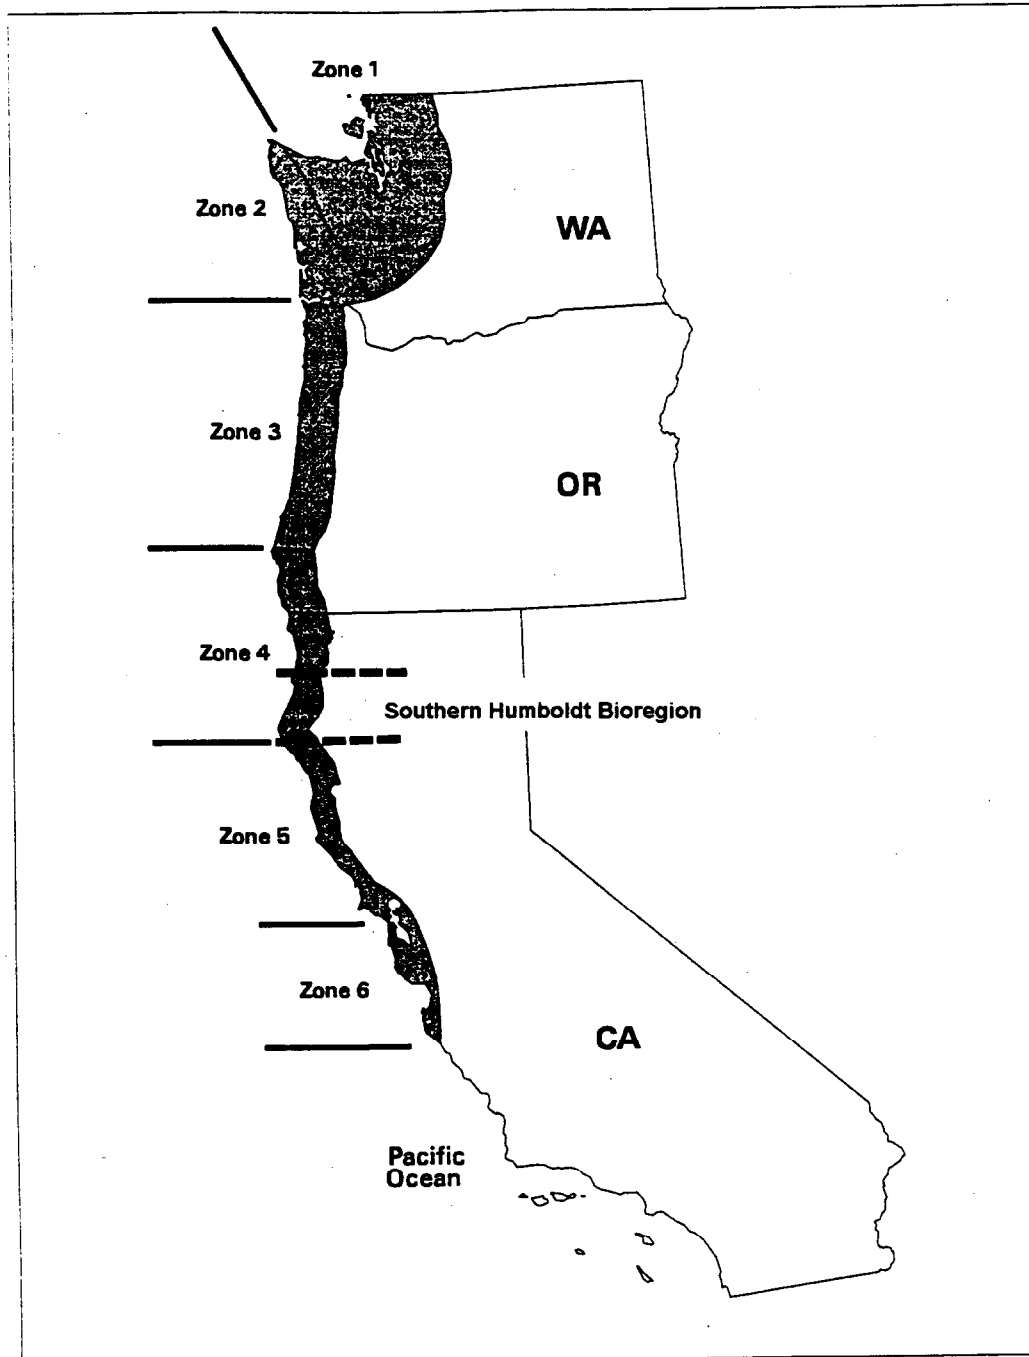 Zone 1
Zone 2
WA
Zone 3
OR
Zone 4
Southern Humboldt Bioregion
Zone 5
Zone 6
CA
Pacific
Ocean